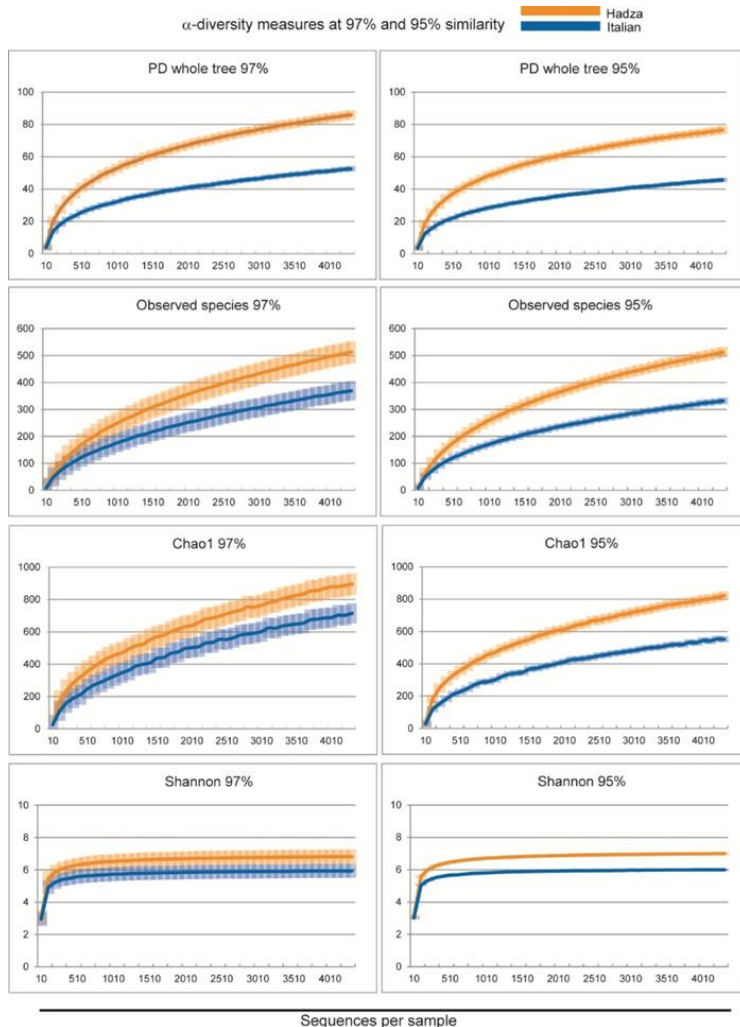 α-diversity measures at 97% and 95% similarity
Hadza
Italian
PD whole tree 97%
100
80
60
40
20
0
10 510 1010 1510 2010 2510 3010 3510 4010
PD whole tree 95%
100
80
60
40
20
0
10 510 1010 1510 2010 2510 3010 3510 4010
Observed species 97%
600
500
400
300
200
100
0
10 510 1010 1510 2010 2510 3010 3510 4010
Observed species 95%
600
500
400
300
200
100
0
10 510 1010 1510 2010 2510 3010 3510 4010
Chao1 97%
1000
800
600
400
200
0
10 510 1010 1510 2010 2510 3010 3510 4010
Chao1 95%
1000
800
600
400
200
0
10 510 1010 1510 2010 2510 3010 3510 4010
Shannon 97%
10
8
6
4
2
0
10 510 1010 1510 2010 2510 3010 3510 4010
Shannon 95%
10
8
6
4
2
0
10 510 1010 1510 2010 2510 3010 3510 4010
Sequences per sample